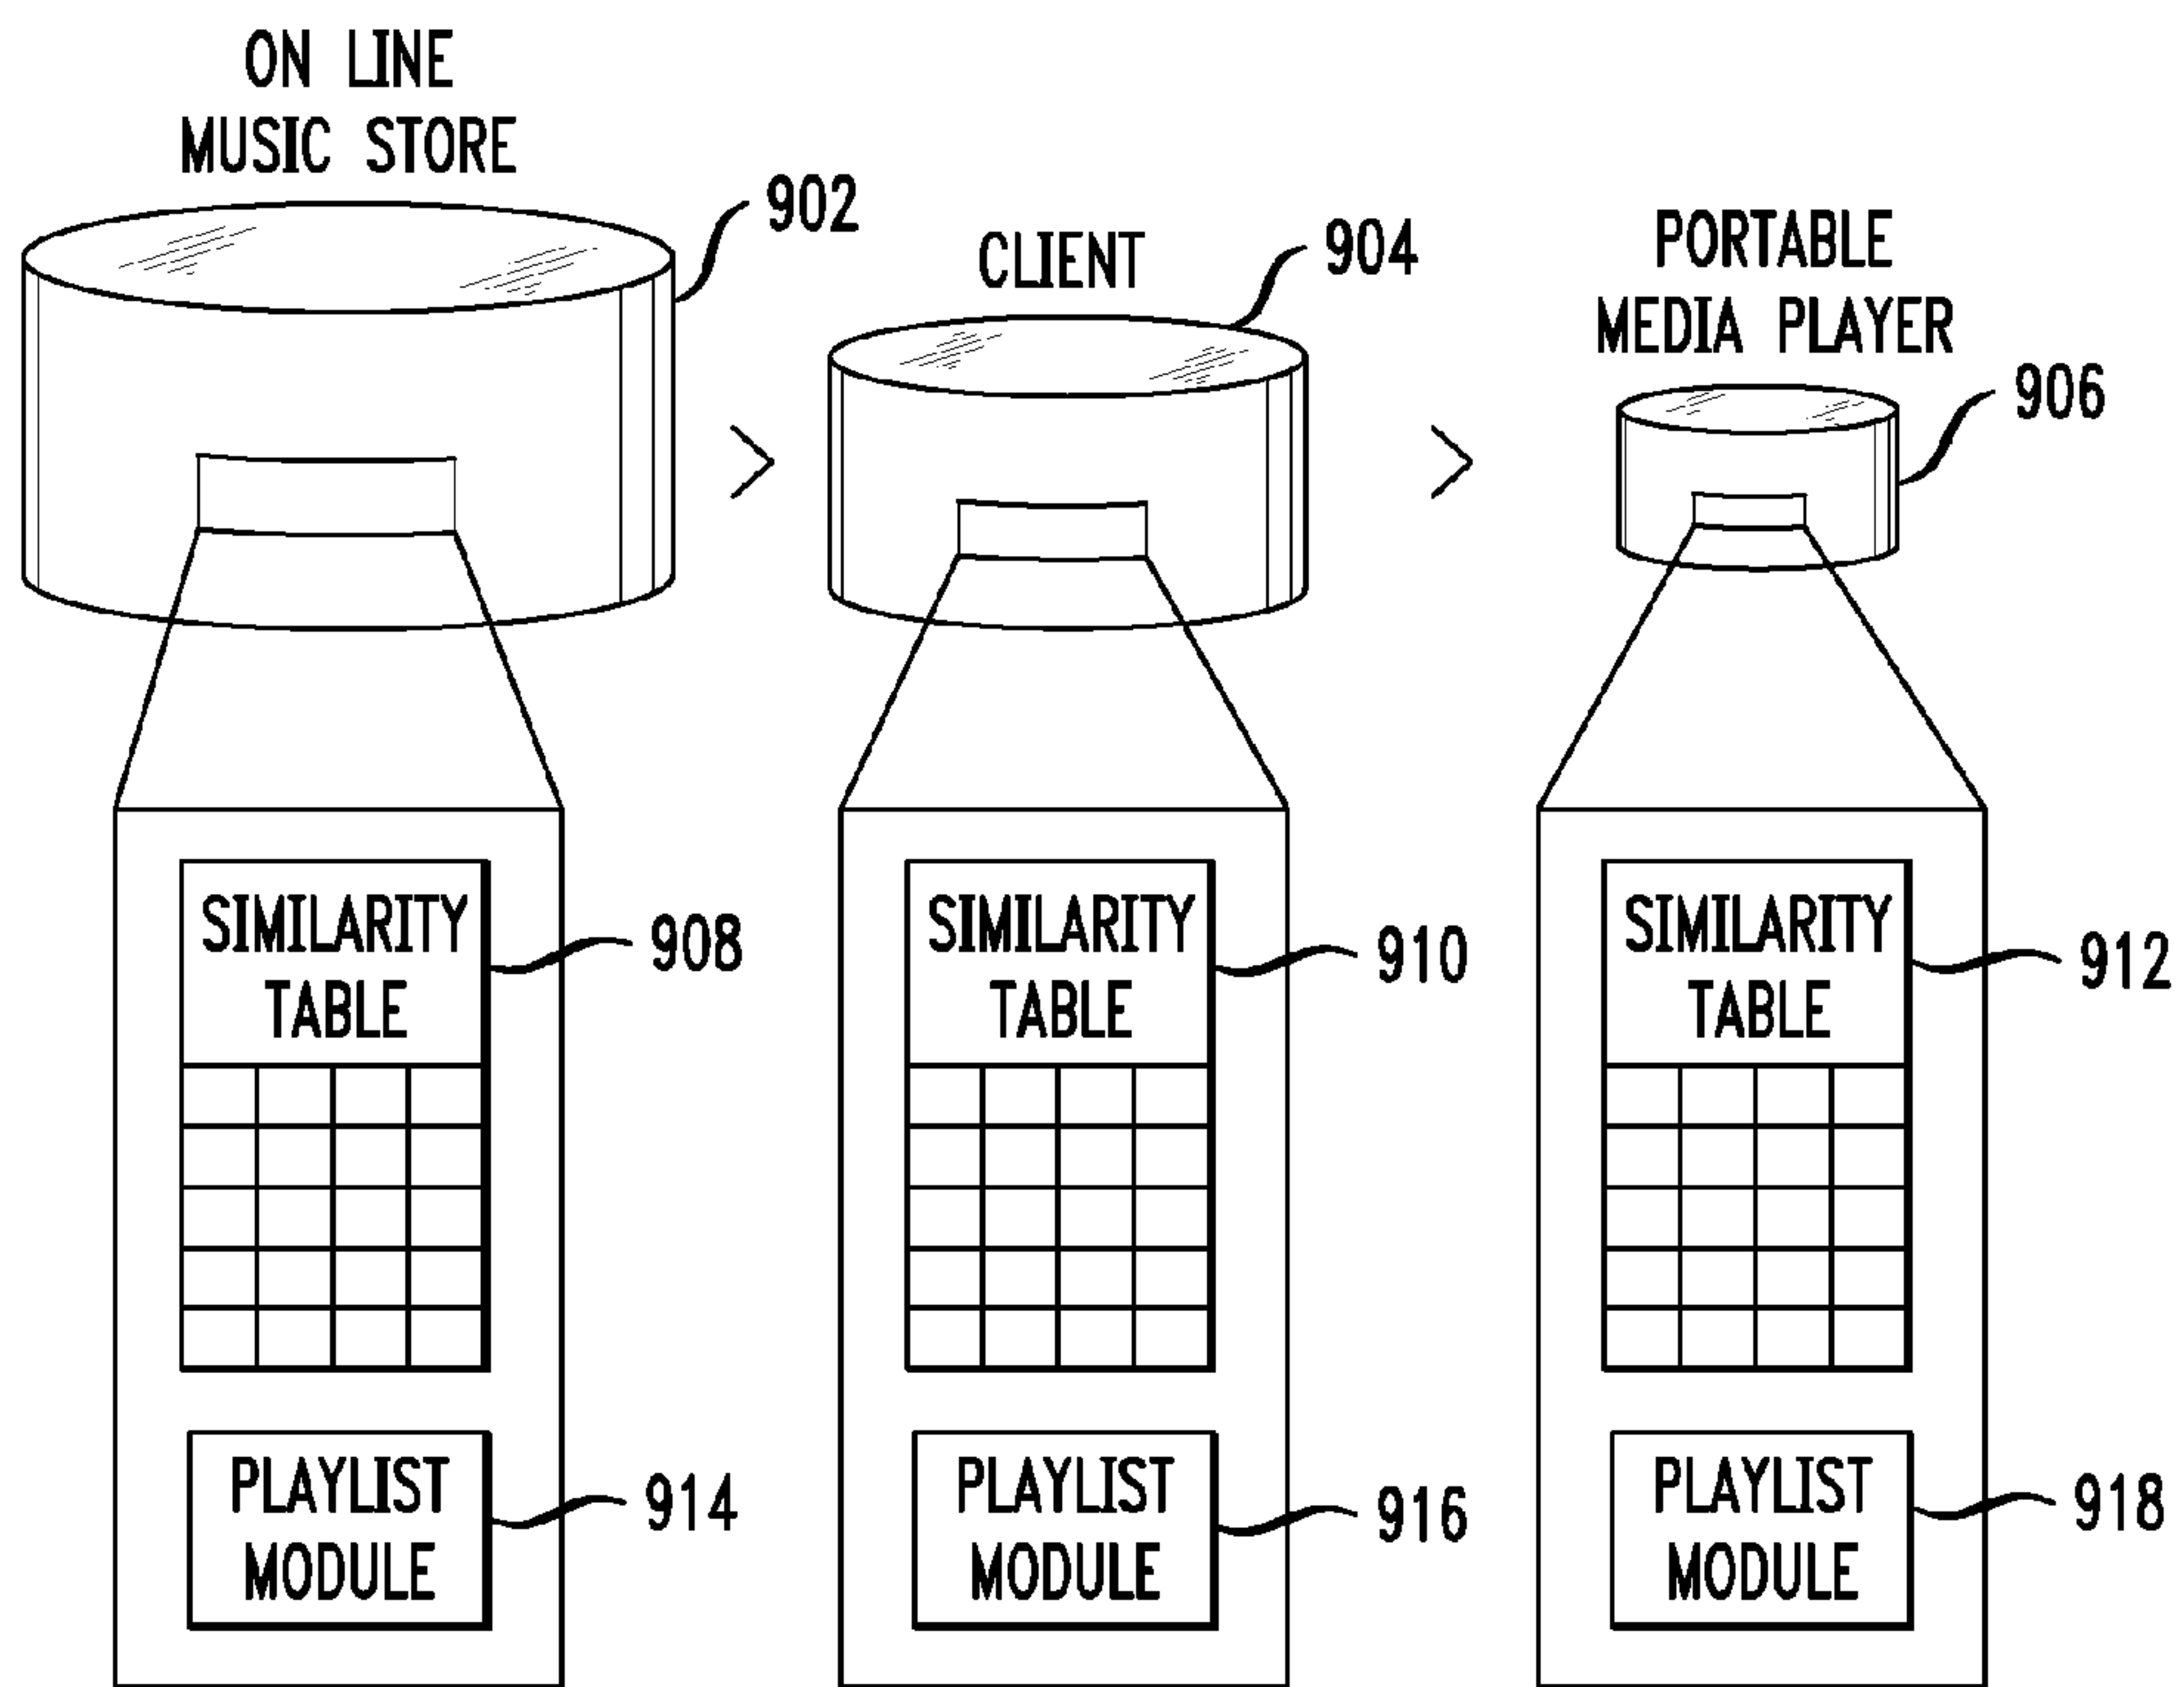 ON LINE
MUSIC STORE
902
CLIENT
904
PORTABLE
MEDIA PLAYER
906
>
>
SIMILARITY
TABLE
908
SIMILARITY
TABLE
910
SIMILARITY
TABLE
912
PLAYLIST
MODULE
914
PLAYLIST
MODULE
916
PLAYLIST
MODULE
918